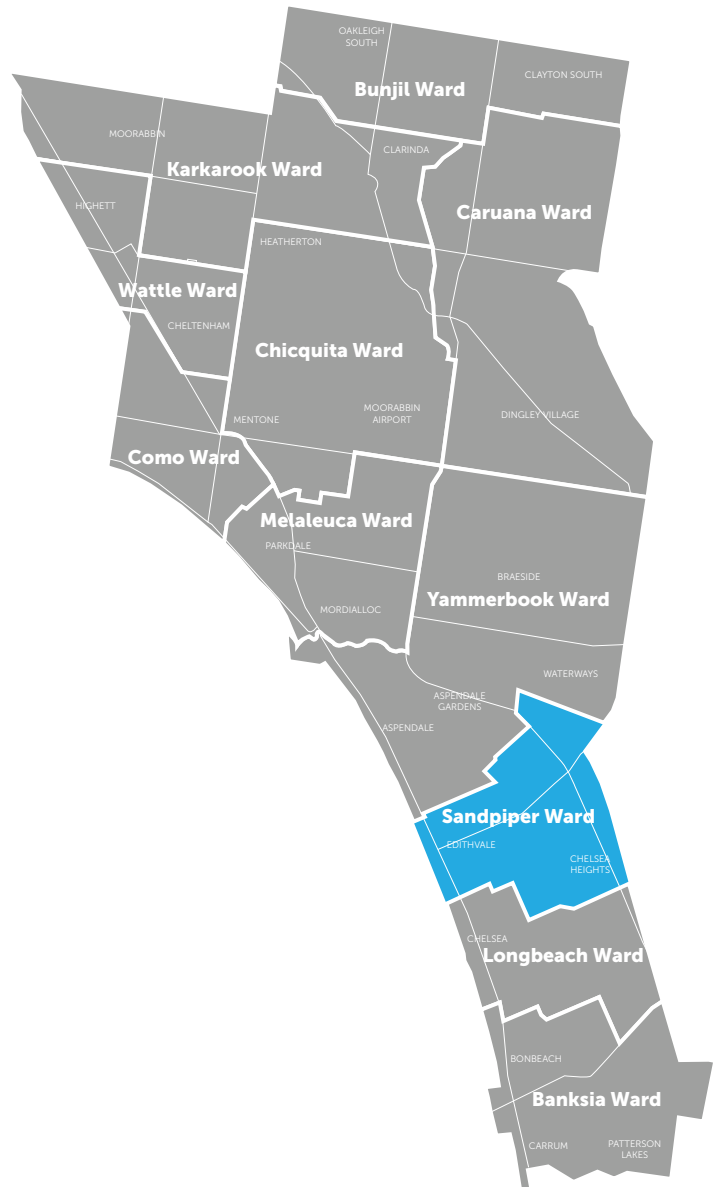 OAKLEIGH
SOUTH
CLAYTON SOUTH
Bunjil Ward
MOORABBIN
CLARINDA
Karkarook Ward
HIGHETT
Caruana Ward
HEATHERTON
Wattle Ward
CHELTENHAM
Chicquita Ward
MOORABBIN
AIRPORT
MENTONE
DINGLEY VILLAGE
Como Ward
Melaleuca Ward
PARKDALE
BRAESIDE
Yammerbook Ward
MORDIALLOC
WATERWAYS
ASPENDALE
GARDENS
ASPENDALE
Sandpiper Ward
EDITHVALE
CHELSEA
HEIGHTS
CHELSEA
Longbeach Ward
BONBEACH
Banksia Ward
CARRUM
PATTERSON
LAKES